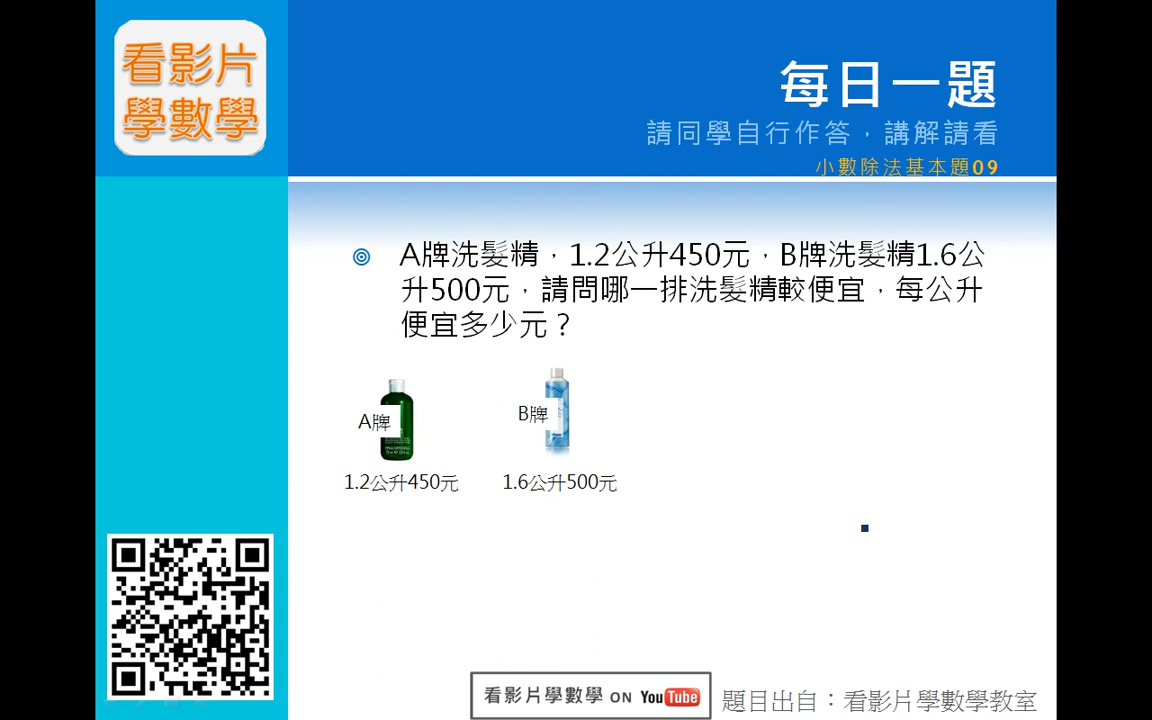 看影片
學數學
每日一題
請同學自行作答，講解請看
小數除法基本題09
A牌洗髮精，1.2公升450元，B牌洗髮精1.6公
升500元，請問哪一排洗髮精較便宜，每公升
便宜多少元？
A牌
B牌
1.2公升450元
1.6公升500元
看影片學數學 ON YouTube
題目出自：看影片學數學教室